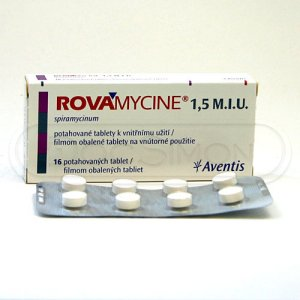 ROVAMYCINE® 1,5 M.I.U.
spiramycinum
potahované tablety k vnitřnímu užití /
filmom obalené tablety na vnútorné použitie
16 potahovaných tablet /
filmom obalených tabliet
Aventis